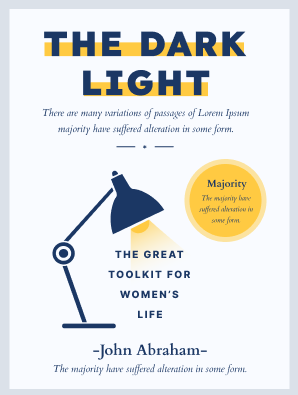 THE DARK
LIGHT
There are many variations of passages of Lorem Ipsum
majority have suffered alteration in some form.
Majority
The majority have
suffered alteration in
some form.
THE GREAT
TOOLKIT FOR
WOMEN'S
LIFE
-John Abraham-
The majority have suffered alteration in some form.